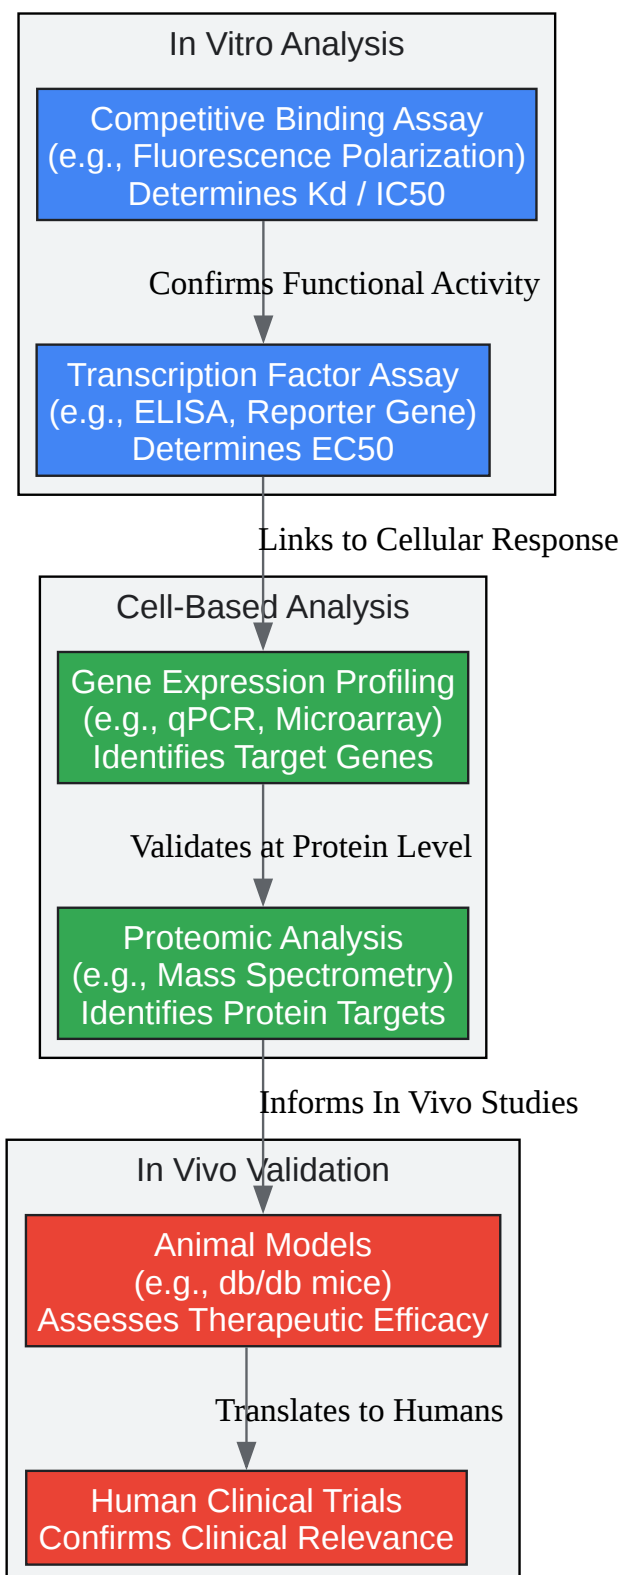 In Vitro Analysis
Competitive Binding Assay
(e.g., Fluorescence Polarization)
Determines Kd / IC50
Confirms Functional Activity
Transcription Factor Assay
(e.g., ELISA, Reporter Gene)
Determines EC50
Links to Cellular Response
Cell-Based Analysis
Gene Expression Profiling
(e.g., qPCR, Microarray)
Identifies Target Genes
Validates at Protein Level
Proteomic Analysis
(e.g., Mass Spectrometry)
Identifies Protein Targets
Informs In Vivo Studies
In Vivo Validation
Animal Models
(e.g., db/db mice)
Assesses Therapeutic Efficacy
Translates to Humans
Human Clinical Trials
Confirms Clinical Relevance